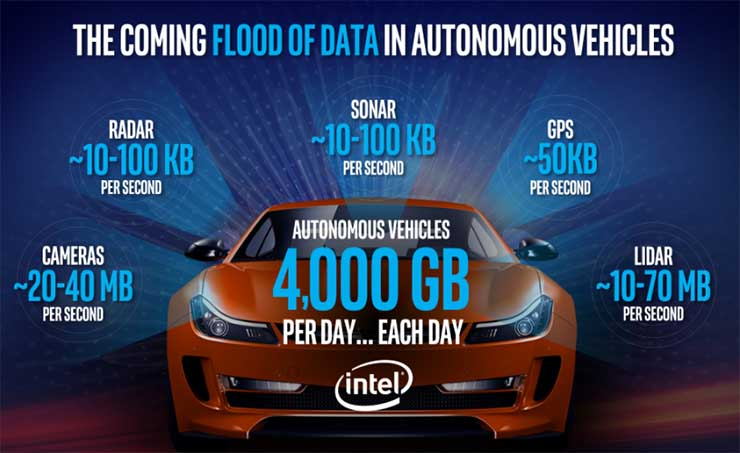 THE COMING FLOOD OF DATA IN AUTONOMOUS VEHICLES
RADAR
~10-100 KB
PER SECOND
SONAR
~10-100 KB
PER SECOND
GPS
~50KB
PER SECOND
CAMERAS
~20-40 MB
PER SECOND
AUTONOMOUS VEHICLES
4,000 GB
PER DAY... EACH DAY
LIDAR
~10-70 MB
PER SECOND
intel